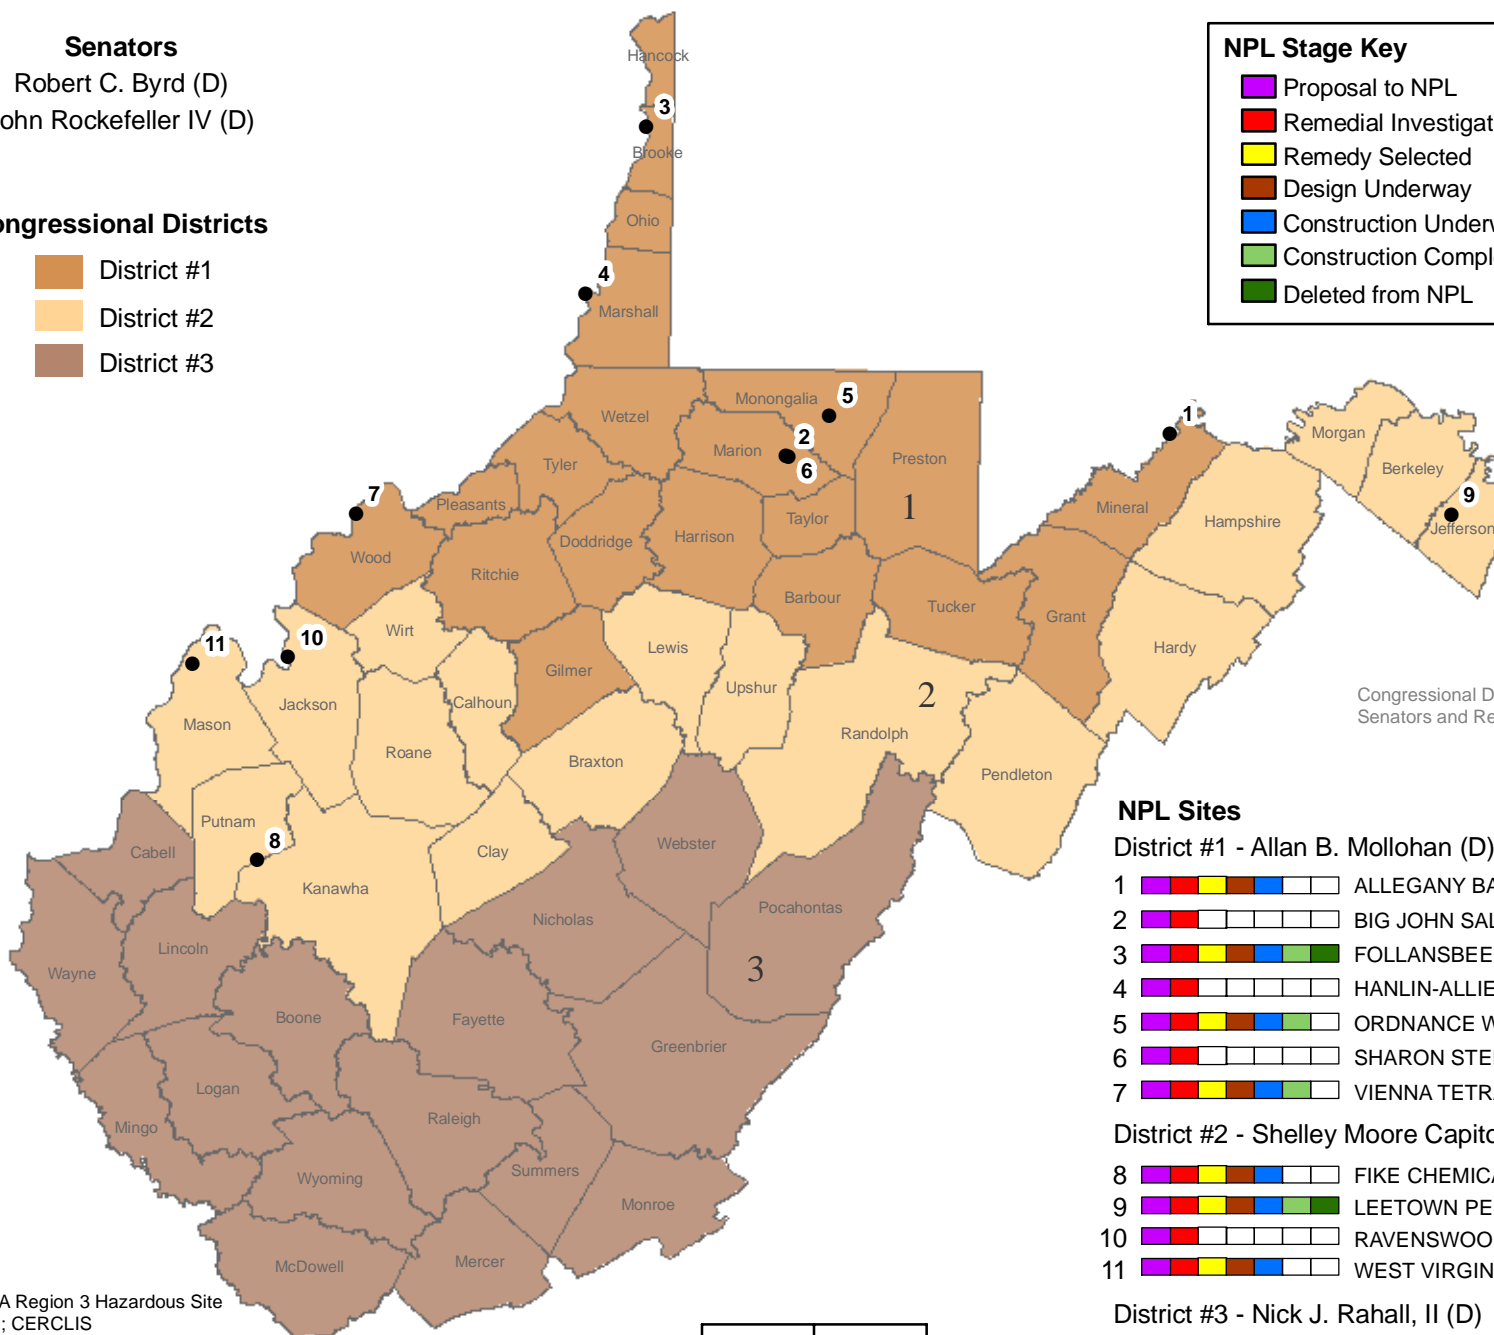 Senators
Robert C. Byrd (D)
ohn Rockefeller IV (D)
ongressional Districts
District #1
District #2
District #3
NPL Stage Key
Proposal to NPL
Remedial Investigat
Remedy Selected
Design Underway
Construction Underw
Construction Compl
Deleted from NPL
Hancock
3
Brooke
Ohio
4
Marshall
Wetzel
Monongalia
5
Marion
2
6
Preston
1
Tyler
Pleasants
7
Wood
Ritchie
Doddridge
Harrison
Taylor
Barbour
Tucker
Grant
Mineral
1
Hampshire
Morgan
Berkeley
9
Jefferson
Hardy
Wirt
10
11
Mason
Jackson
Calhoun
Roane
Gilmer
Lewis
Upshur
2
Randolph
Pendleton
Braxton
Putnam
8
Kanawha
Clay
Cabell
Webster
Nicholas
Pocahontas
3
Lincoln
Wayne
Boone
Fayette
Greenbrier
Logan
Mingo
Raleigh
Wyoming
Summers
Monroe
McDowell
Mercer
Congressional D
Senators and Re
NPL Sites
District #1 - Allan B. Mollohan (D)
1 ALLEGANY BA
2 BIG JOHN SAL
3 FOLLANSBEE
4 HANLIN-ALLIE
5 ORDNANCE W
6 SHARON STE
7 VIENNA TETRA
District #2 - Shelley Moore Capito
8 FIKE CHEMICA
9 LEETOWN PE
10 RAVENSWOO
11 WEST VIRGIN
District #3 - Nick J. Rahall, II (D)
A Region 3 Hazardous Site
; CERCLIS